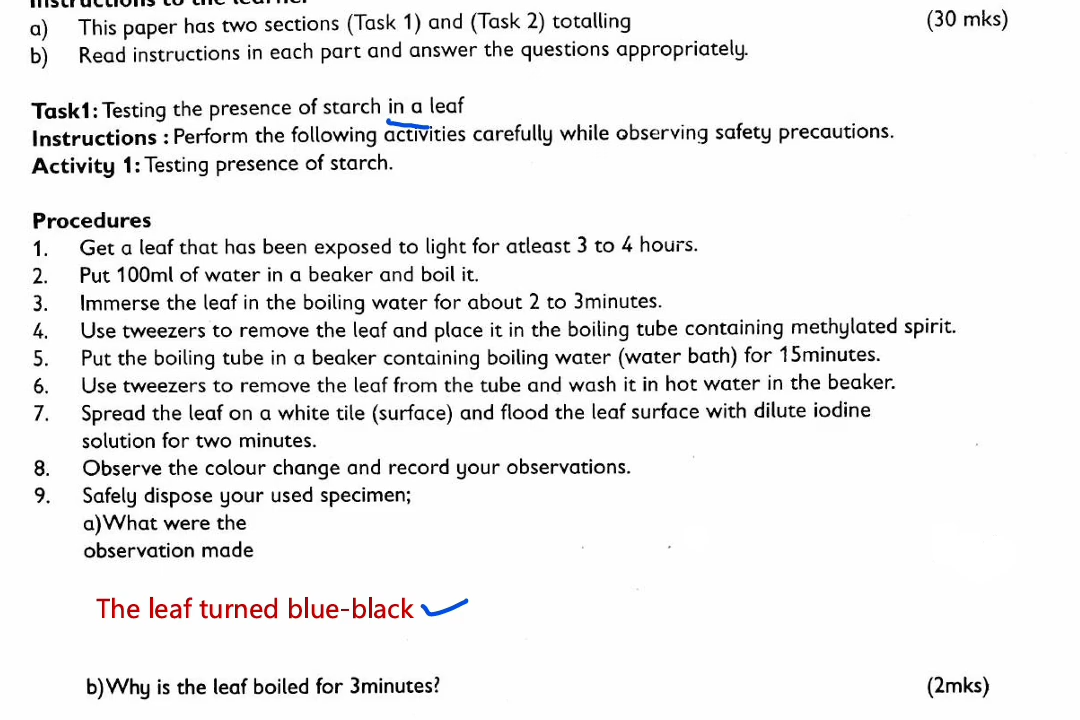 Instructions to the learner
a) This paper has two sections (Task 1) and (Task 2) totalling (30 mks)
b) Read instructions in each part and answer the questions appropriately.
Task1: Testing the presence of starch in a leaf
Instructions : Perform the following activities carefully while observing safety precautions.
Activity 1: Testing presence of starch.
Procedures
1. Get a leaf that has been exposed to light for atleast 3 to 4 hours.
2. Put 100ml of water in a beaker and boil it.
3. Immerse the leaf in the boiling water for about 2 to 3minutes.
4. Use tweezers to remove the leaf and place it in the boiling tube containing methylated spirit.
5. Put the boiling tube in a beaker containing boiling water (water bath) for 15minutes.
6. Use tweezers to remove the leaf from the tube and wash it in hot water in the beaker.
7. Spread the leaf on a white tile (surface) and flood the leaf surface with dilute iodine
solution for two minutes.
8. Observe the colour change and record your observations.
9. Safely dispose your used specimen;
a)What were the
observation made
The leaf turned blue-black
b)Why is the leaf boiled for 3minutes? (2mks)